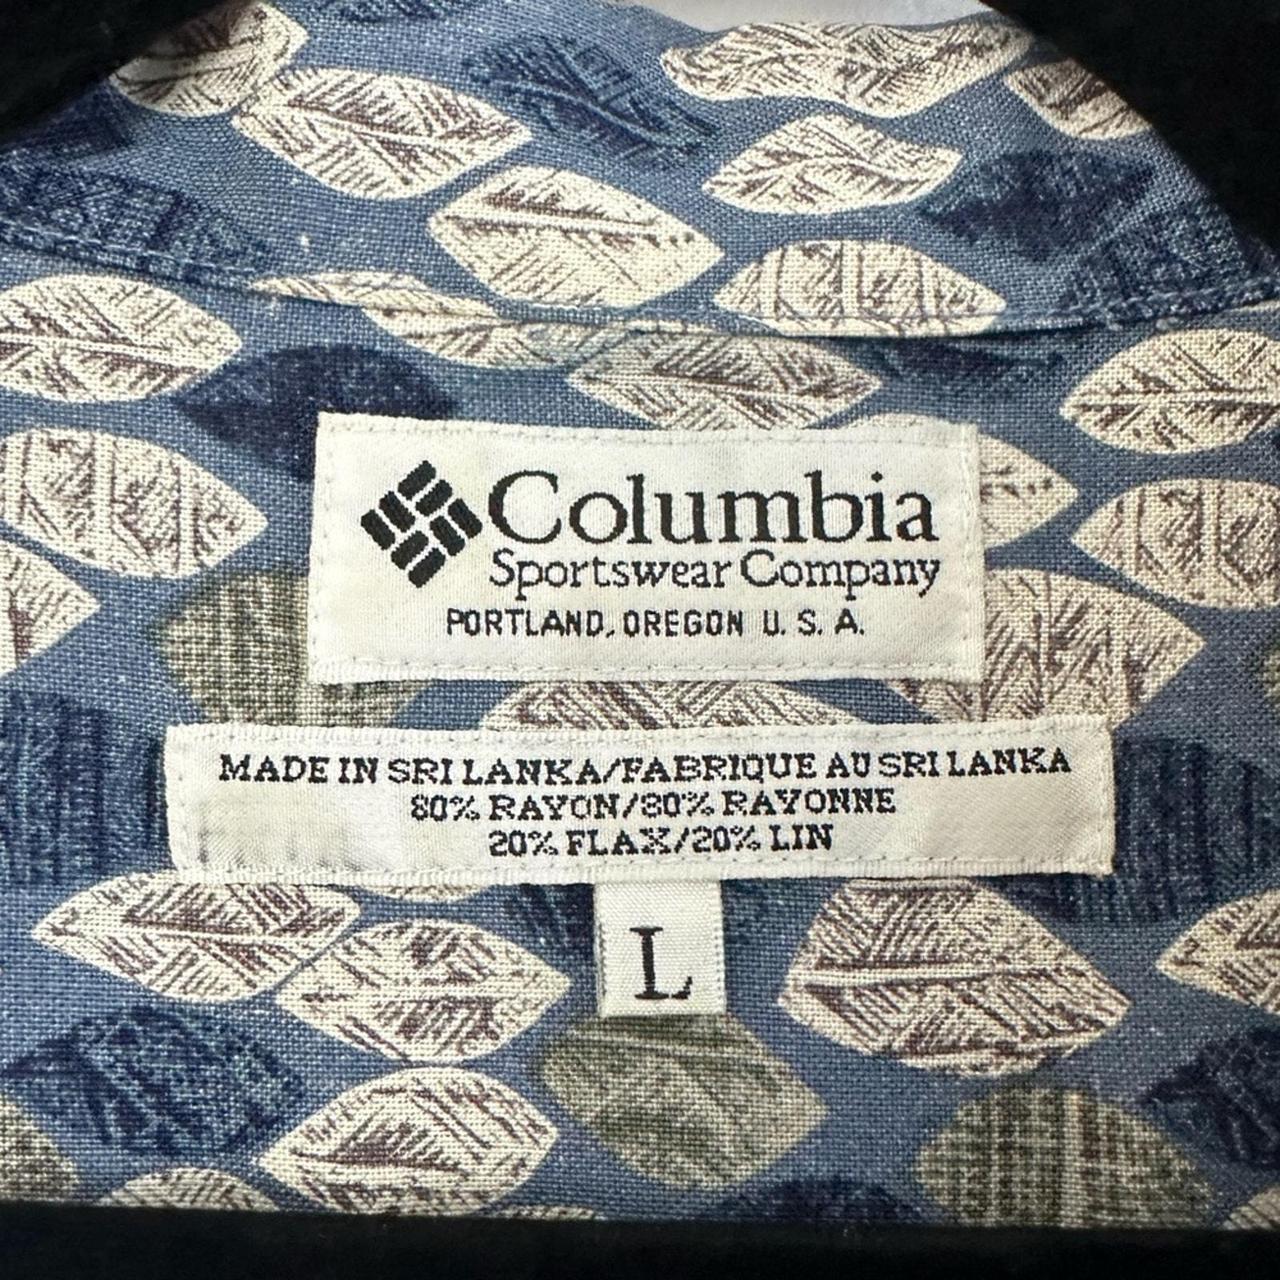 Columbia
Sportswear Company
PORTLAND, OREGON U. S. A.
MADE IN SRI LANKA/FABRIQUE AU SRI LANKA
80% RAYON/80% RAYONNE
20% FLAX/20% LIN
L